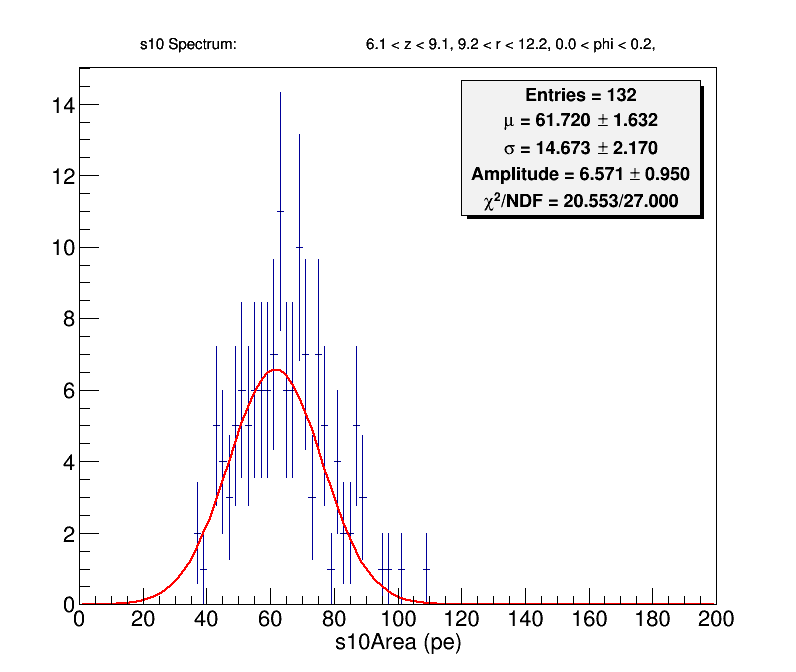 s10 Spectrum: 6.1 < z < 9.1, 9.2 < r < 12.2, 0.0 < phi < 0.2,
Entries = 132
μ = 61.720 ± 1.632
σ = 14.673 ± 2.170
Amplitude = 6.571 ± 0.950
χ²/NDF = 20.553/27.000
14
12
10
8
6
4
2
0
0 20 40 60 80 100 120 140 160 180 200
s10Area (pe)